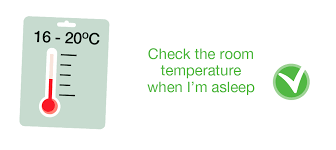 16 - 20ºC
Check the room
temperature
when I'm asleep